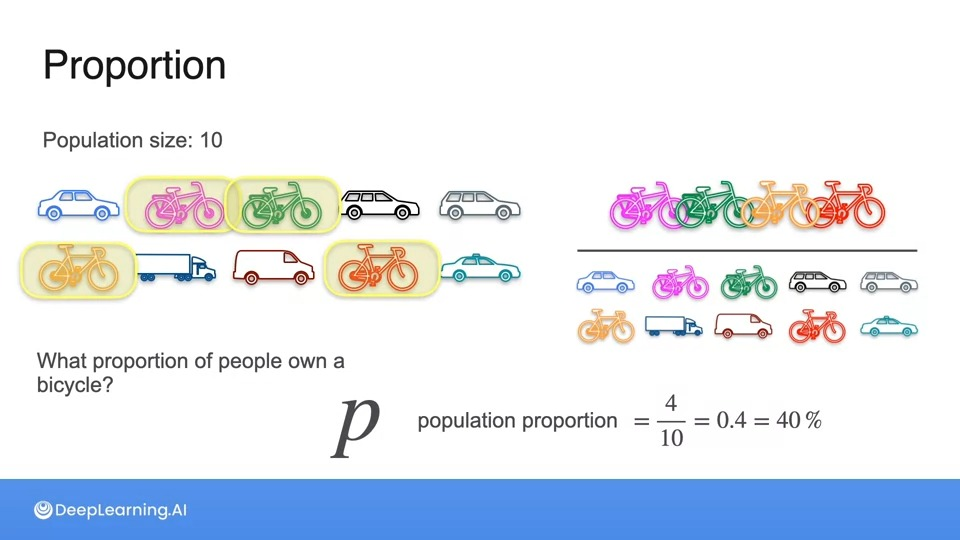 Proportion
Population size: 10
What proportion of people own a
bicycle?
p population proportion = 4/10 = 0.4 = 40 %
DeepLearning.AI